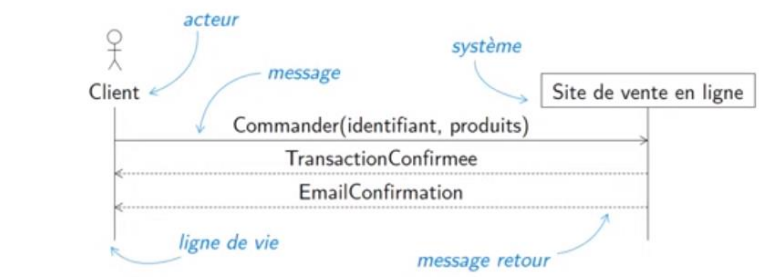 acteur
système
message
Client
Site de vente en ligne
Commander(identifiant, produits)
TransactionConfirmee
EmailConfirmation
ligne de vie
message retour